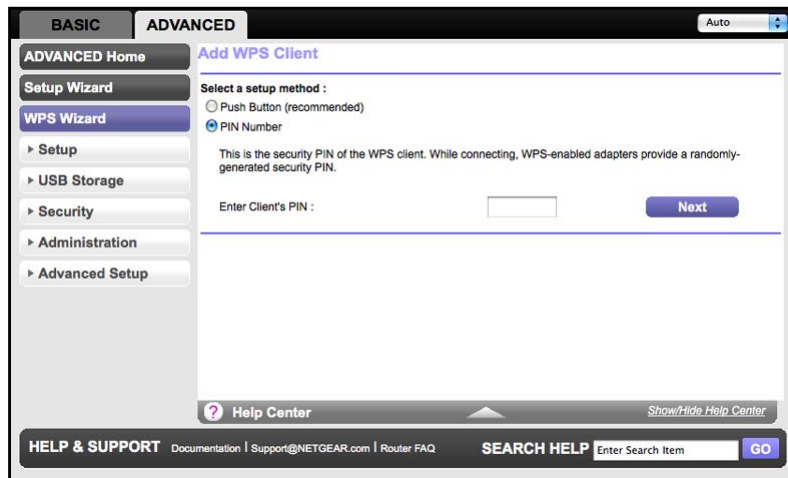 BASIC
ADVANCED
Auto
ADVANCED Home
Setup Wizard
WPS Wizard
Setup
USB Storage
Security
Administration
Advanced Setup
Add WPS Client
Select a setup method :
Push Button (recommended)
PIN Number
This is the security PIN of the WPS client. While connecting, WPS-enabled adapters provide a randomly-
generated security PIN.
Enter Client's PIN :
Next
? Help Center
Show/Hide Help Center
HELP & SUPPORT Documentation | Support@NETGEAR.com | Router FAQ
SEARCH HELP Enter Search Item GO